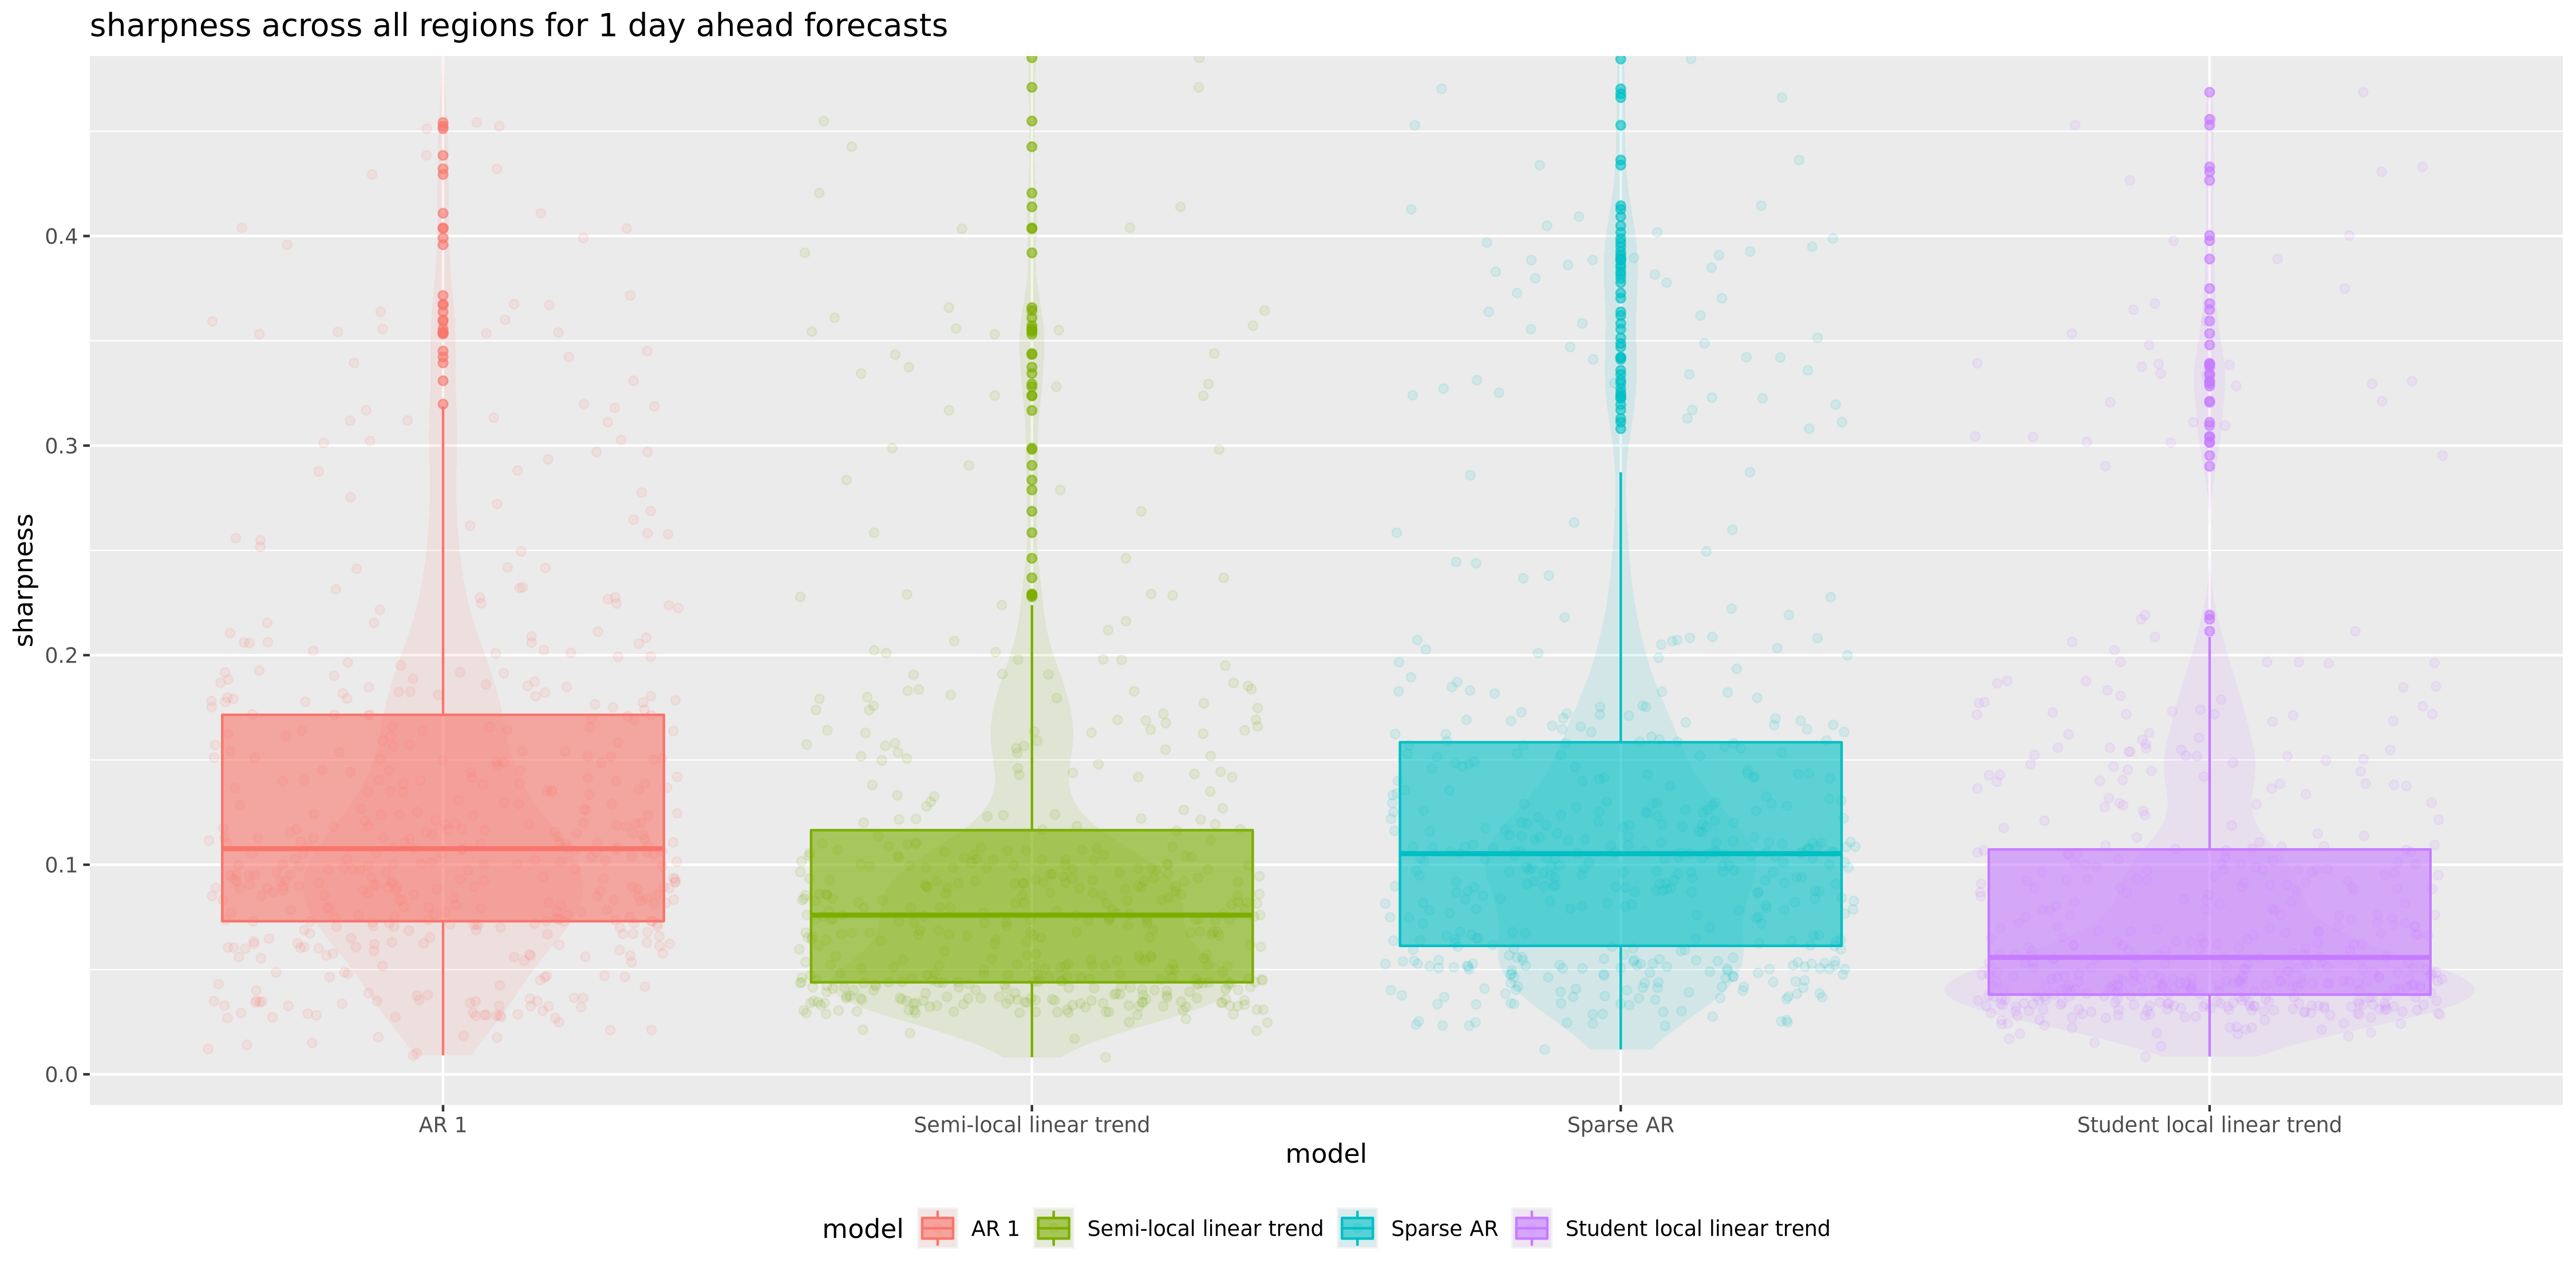 sharpness across all regions for 1 day ahead forecasts
sharpness
0.4
0.3
0.2
0.1
0.0
AR 1
Semi-local linear trend
Sparse AR
Student local linear trend
model
model AR 1 Semi-local linear trend Sparse AR Student local linear trend